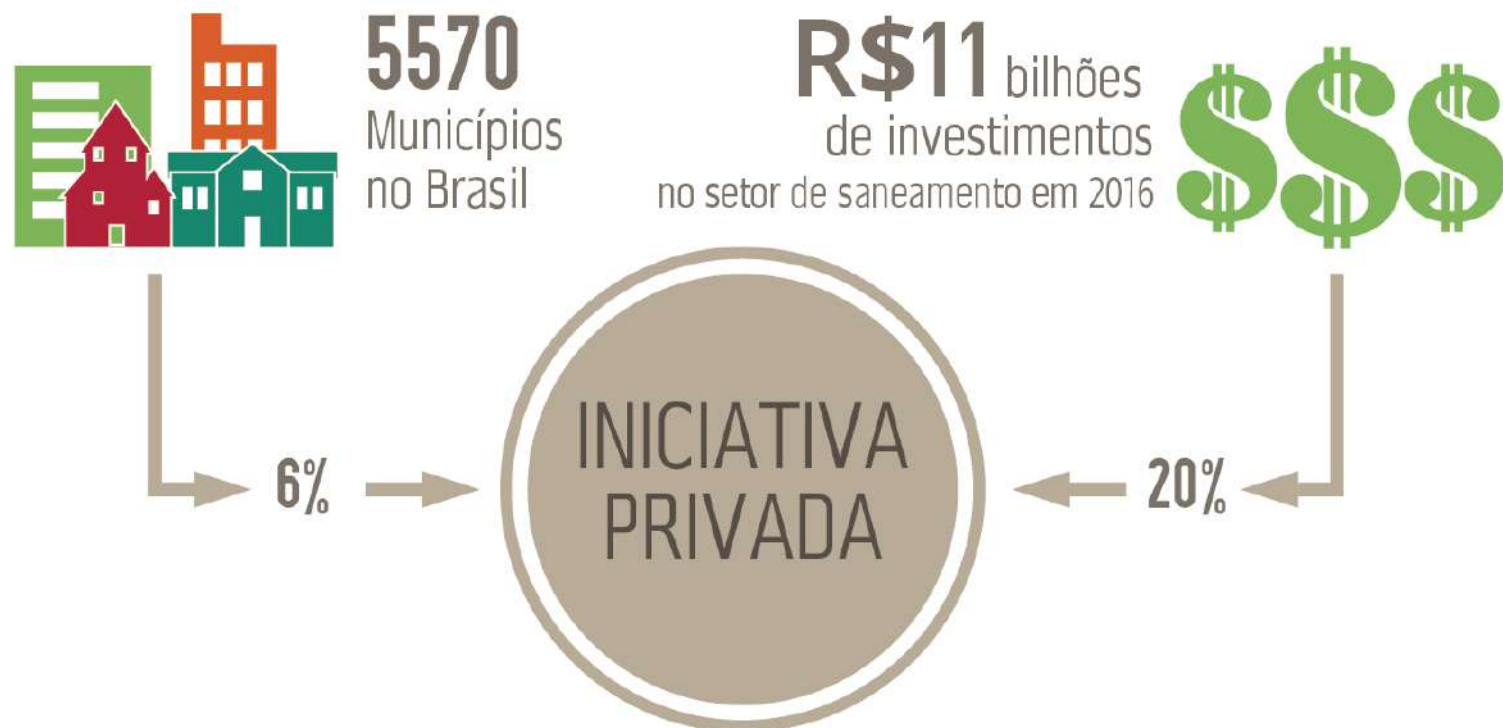 5570
Municípios
no Brasil
R$11 bilhões
de investimentos
no setor de saneamento em 2016
6%
INICIATIVA
PRIVADA
20%